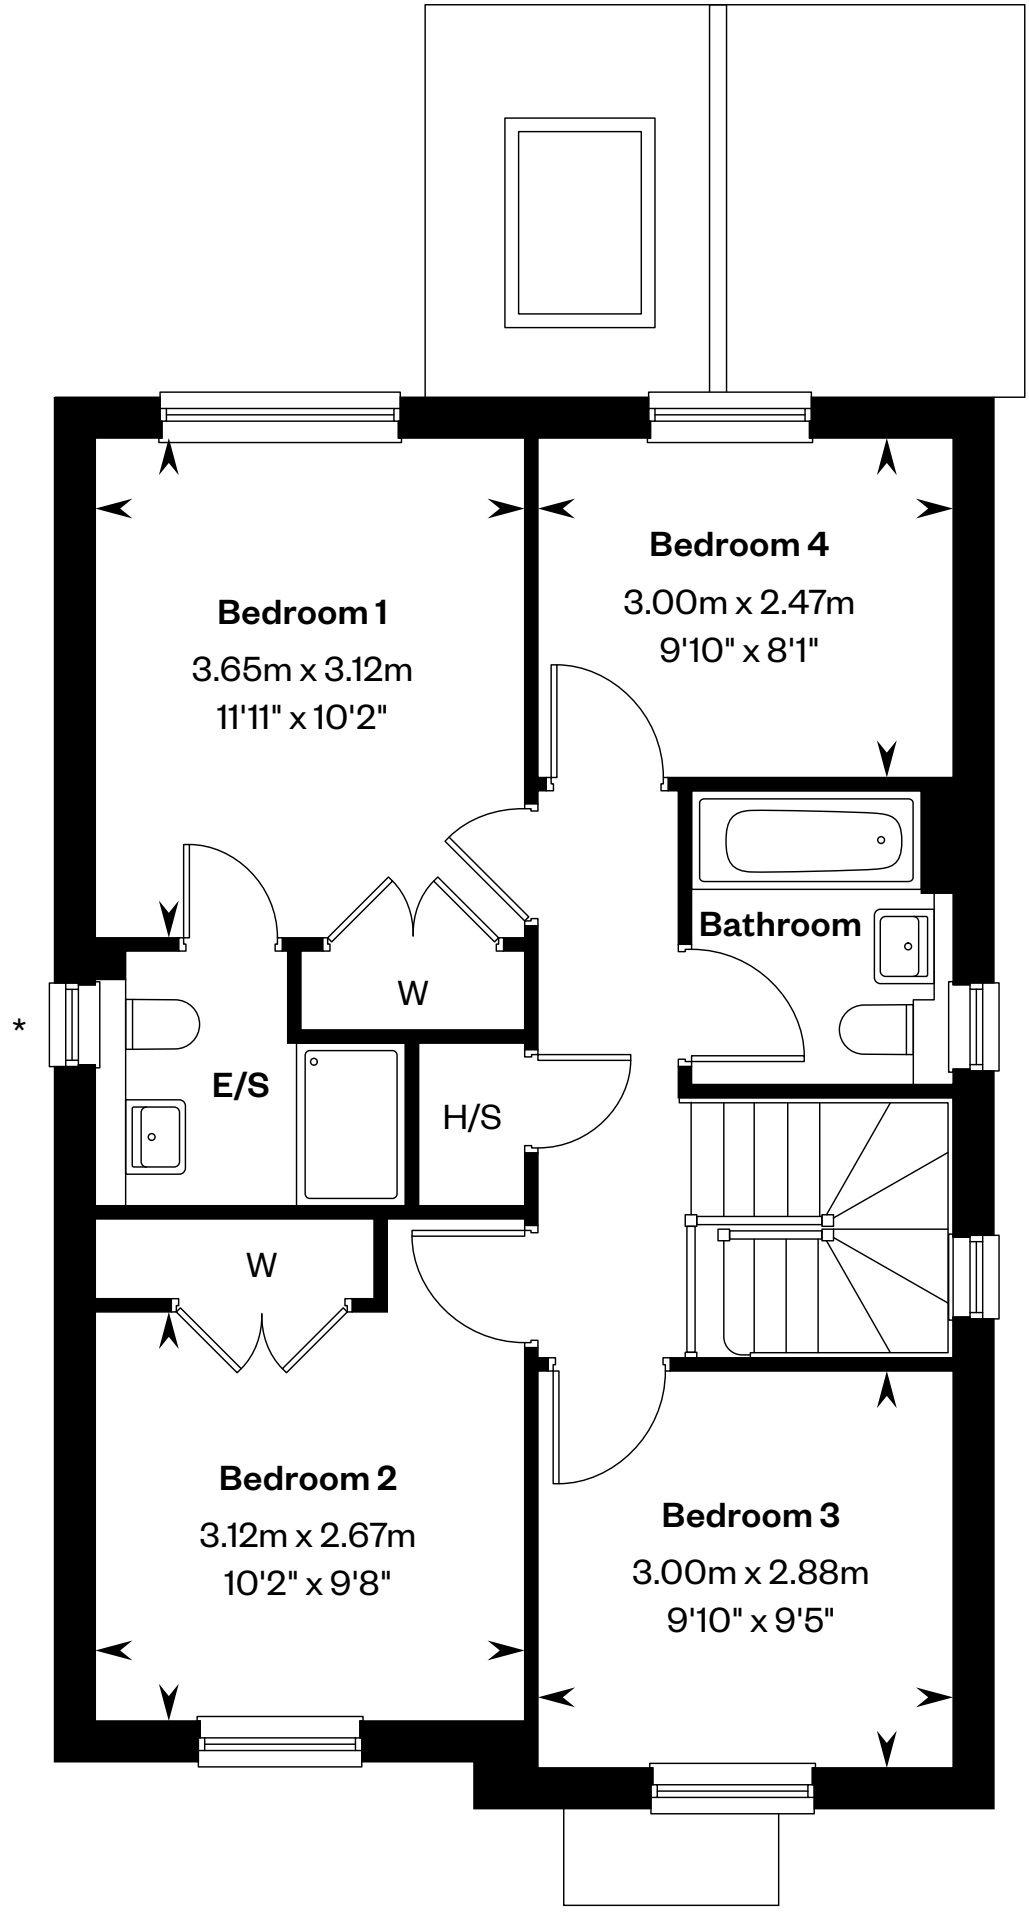 Bedroom 4
3.00m x 2.47m
9'10" x 8'1"
Bedroom 1
3.65m x 3.12m
11'11" x 10'2"
Bathroom
W
*
E/S
H/S
W
Bedroom 2
3.12m x 2.67m
10'2" x 9'8"
Bedroom 3
3.00m x 2.88m
9'10" x 9'5"